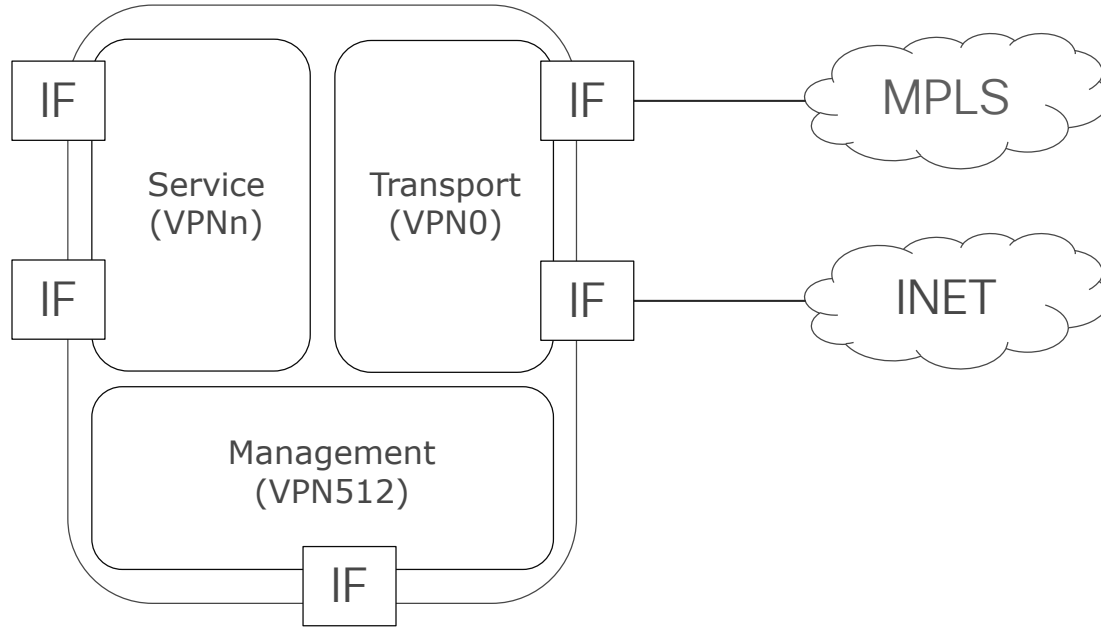 IF
IF
MPLS
Service
(VPNn)
Transport
(VPN0)
IF
IF
INET
Management
(VPN512)
IF